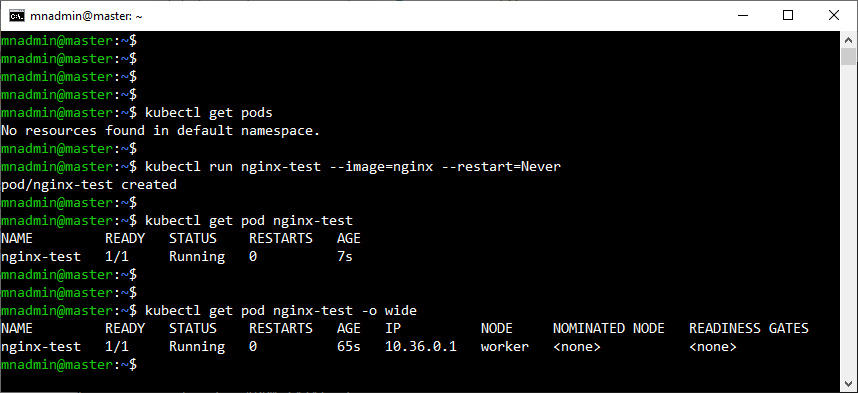 mnadmin@master: ~
mnadmin@master:~$
mnadmin@master:~$
mnadmin@master:~$
mnadmin@master:~$
mnadmin@master:~$ kubectl get pods
No resources found in default namespace.
mnadmin@master:~$
mnadmin@master:~$ kubectl run nginx-test --image=nginx --restart=Never
pod/nginx-test created
mnadmin@master:~$
mnadmin@master:~$ kubectl get pod nginx-test
NAME         READY   STATUS    RESTARTS   AGE
nginx-test   1/1     Running   0          7s
mnadmin@master:~$
mnadmin@master:~$
mnadmin@master:~$ kubectl get pod nginx-test -o wide
NAME         READY   STATUS    RESTARTS   AGE   IP          NODE     NOMINATED NODE   READINESS GATES
nginx-test   1/1     Running   0          65s   10.36.0.1   worker   <none>           <none>
mnadmin@master:~$